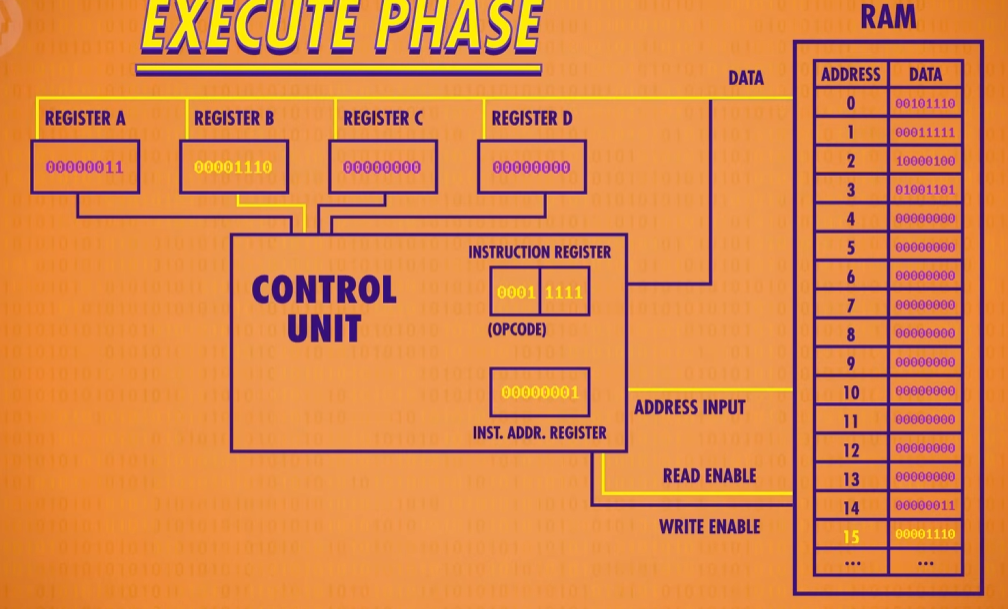 EXECUTE PHASE
RAM
DATA
ADDRESS DATA
0 00101110
1 00011111
2 10000100
3 01001101
4 00000000
5 00000000
6 00000000
7 00000000
8 00000000
9 00000000
10 00000000
11 00000000
12 00000000
13 00000000
14 00000011
15 00001110
... ...
REGISTER A
00000011
REGISTER B
00001110
REGISTER C
00000000
REGISTER D
00000000
CONTROL
UNIT
INSTRUCTION REGISTER
0001 1111
(OPCODE)
00000001
INST. ADDR. REGISTER
ADDRESS INPUT
READ ENABLE
WRITE ENABLE